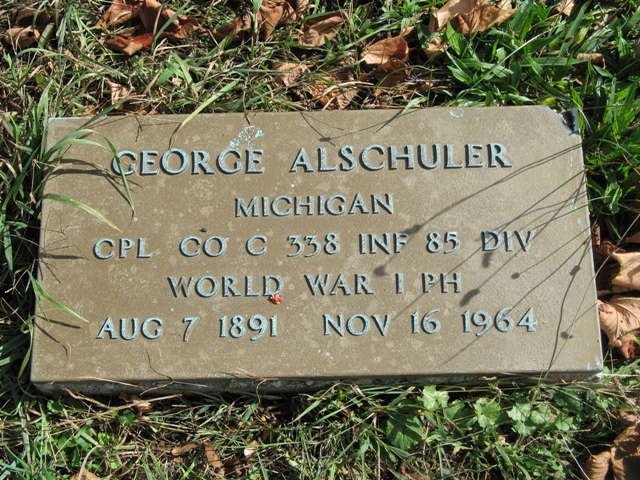 GEORGE ALSCHULER
MICHIGAN
CPL CO C 338 INF 85 DIV
WORLD WAR I PH
AUG 7 1891 NOV 16 1964